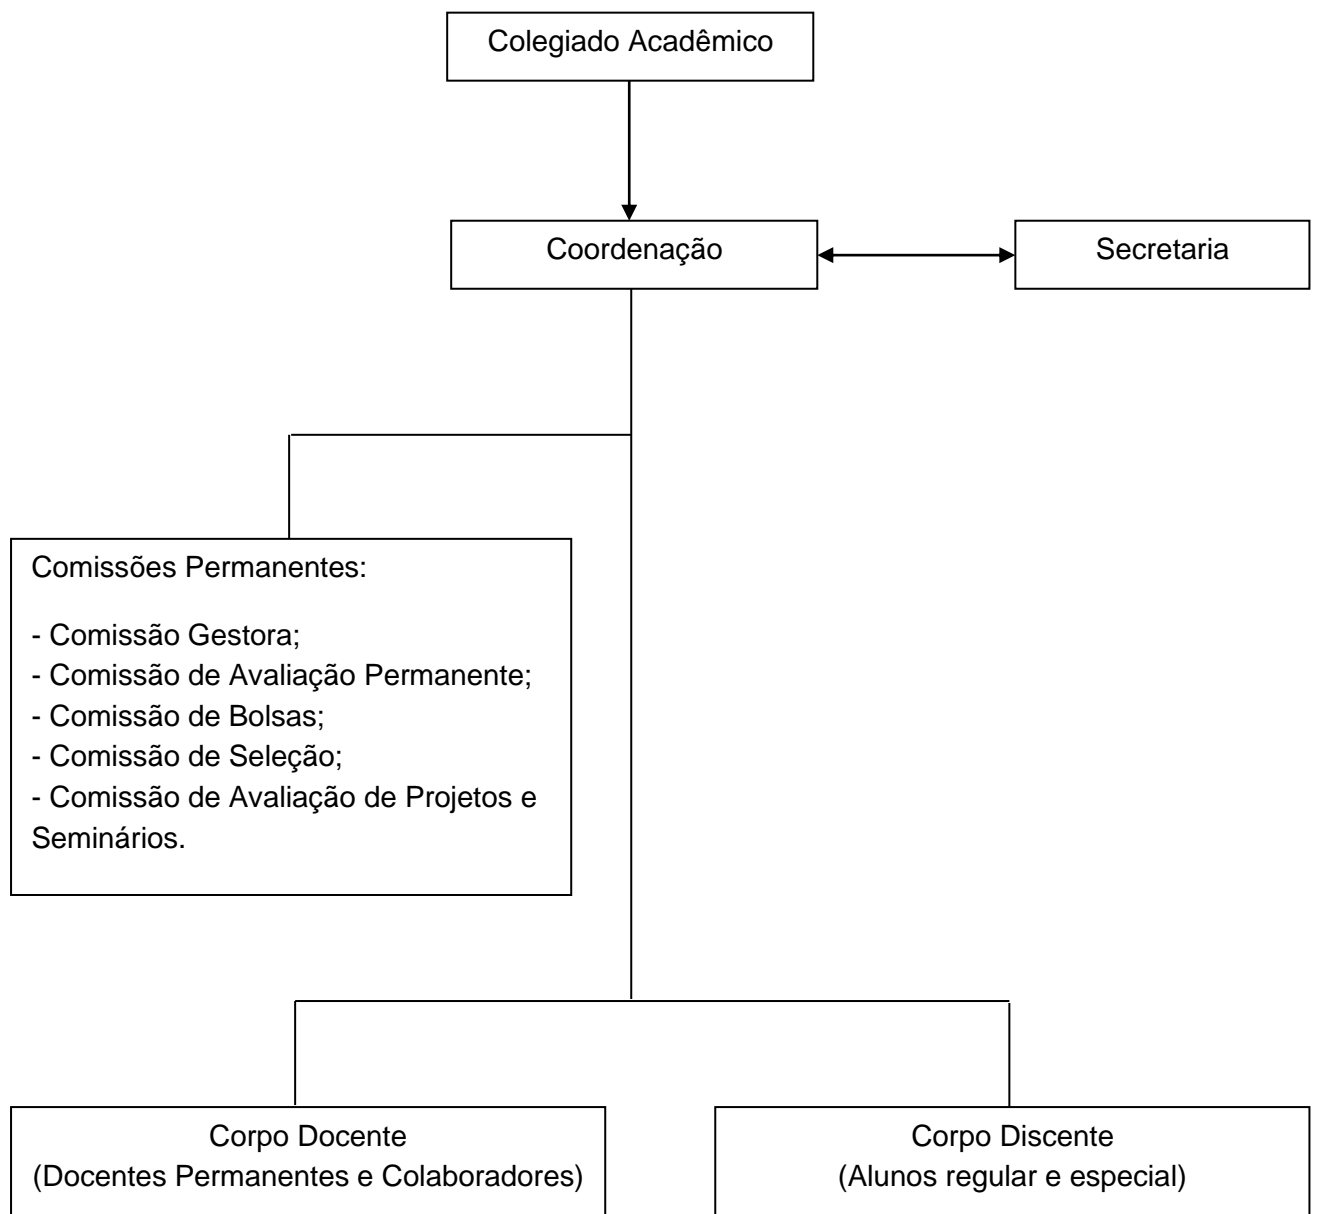 Colegiado Acadêmico
Coordenação
Secretaria
Comissões Permanentes:
- Comissão Gestora;
- Comissão de Avaliação Permanente;
- Comissão de Bolsas;
- Comissão de Seleção;
- Comissão de Avaliação de Projetos e
Seminários.
Corpo Docente
(Docentes Permanentes e Colaboradores)
Corpo Discente
(Alunos regular e especial)